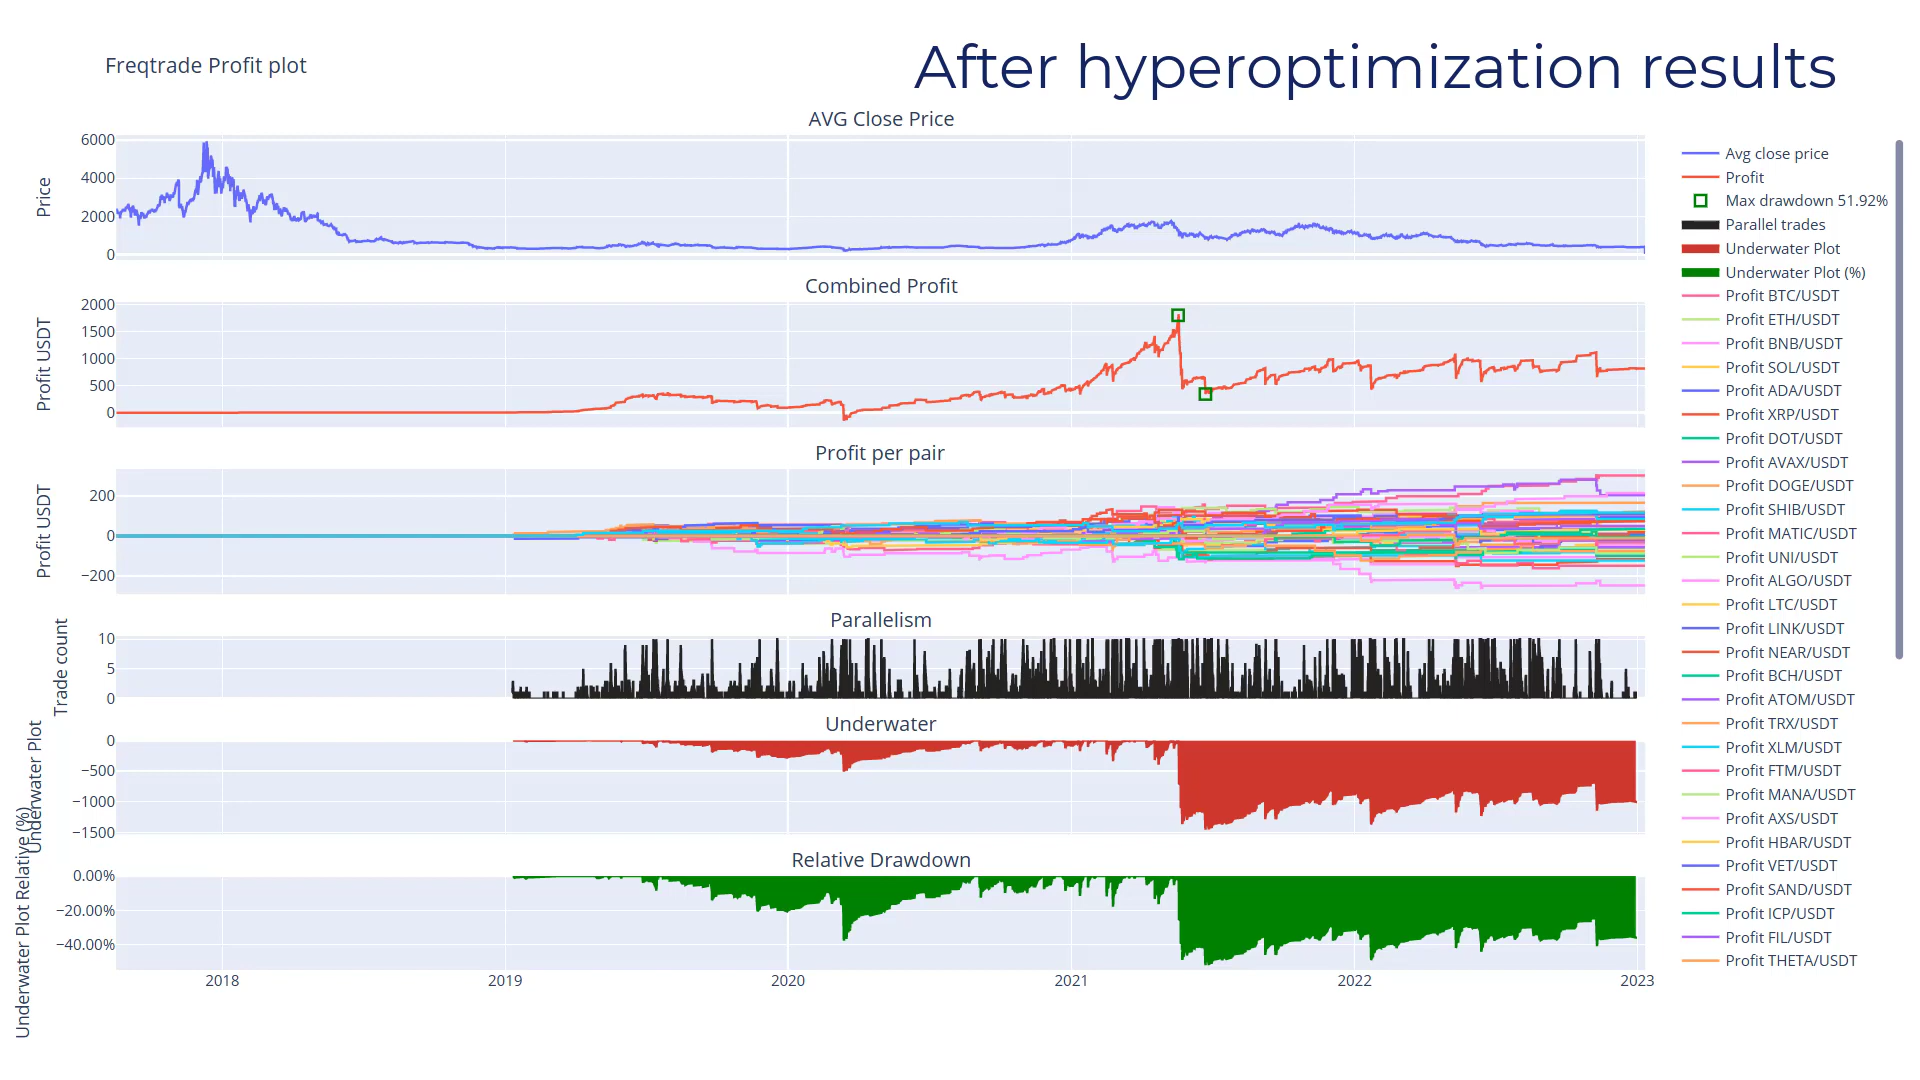 Freqtrade Profit plot
After hyperoptimization results
AVG Close Price
Price
6000
4000
2000
0
Combined Profit
Profit USDT
2000
1500
1000
500
0
Profit per pair
Profit USDT
200
0
−200
Parallelism
Trade count
10
5
0
Underwater
Underwater Plot
0
−500
−1000
−1500
Relative Drawdown
Underwater Plot Relative (%)
0.00%
−20.00%
−40.00%
2018
2019
2020
2021
2022
2023
Avg close price
Profit
Max drawdown 51.92%
Parallel trades
Underwater Plot
Underwater Plot (%)
Profit BTC/USDT
Profit ETH/USDT
Profit BNB/USDT
Profit SOL/USDT
Profit ADA/USDT
Profit XRP/USDT
Profit DOT/USDT
Profit AVAX/USDT
Profit DOGE/USDT
Profit SHIB/USDT
Profit MATIC/USDT
Profit UNI/USDT
Profit ALGO/USDT
Profit LTC/USDT
Profit LINK/USDT
Profit NEAR/USDT
Profit BCH/USDT
Profit ATOM/USDT
Profit TRX/USDT
Profit XLM/USDT
Profit FTM/USDT
Profit MANA/USDT
Profit AXS/USDT
Profit HBAR/USDT
Profit VET/USDT
Profit SAND/USDT
Profit ICP/USDT
Profit FIL/USDT
Profit THETA/USDT